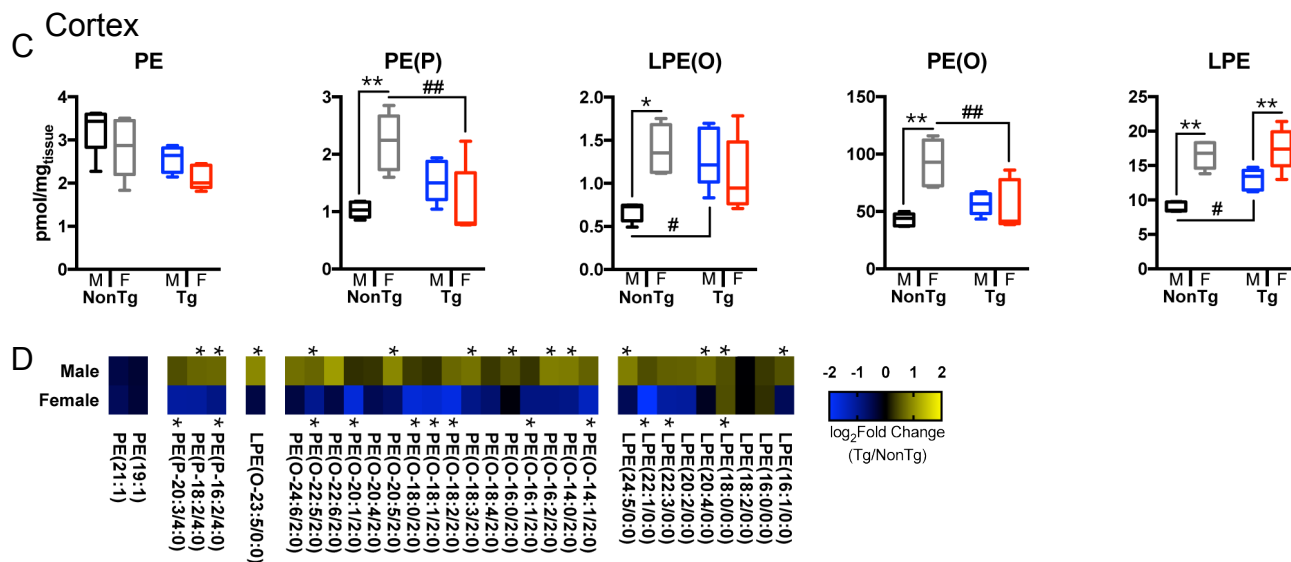 C Cortex
PE
PE(P)
LPE(O)
PE(O)
LPE
pmol/mg tissue
4
3
2
1
0
M F M F
NonTg Tg
3
2
1
0
** ##
M F M F
NonTg Tg
2.0
1.5
1.0
0.5
0.0
*
#
M F M F
NonTg Tg
150
100
50
0
** ##
M F M F
NonTg Tg
25
20
15
10
5
0
** **
#
M F M F
NonTg Tg
D
* * * * * * * * * * * * *
Male
Female
* * * * * * * * * * *
PE(21:1)
PE(19:1)
PE(P-20:3/4:0)
PE(P-18:2/4:0)
PE(P-16:2/4:0)
LPE(O-23:5/0:0)
PE(O-24:6/2:0)
PE(O-22:5/2:0)
PE(O-22:6/2:0)
PE(O-20:1/2:0)
PE(O-20:4/2:0)
PE(O-20:5/2:0)
PE(O-18:0/2:0)
PE(O-18:1/2:0)
PE(O-18:2/2:0)
PE(O-18:3/2:0)
PE(O-18:4/2:0)
PE(O-16:0/2:0)
PE(O-16:1/2:0)
PE(O-16:2/2:0)
PE(O-14:0/2:0)
PE(O-14:1/2:0)
LPE(24:5/0:0)
LPE(22:1/0:0)
LPE(22:3/0:0)
LPE(20:2/0:0)
LPE(20:4/0:0)
LPE(18:0/0:0)
LPE(18:2/0:0)
LPE(16:0/0:0)
LPE(16:1/0:0)
-2 -1 0 1 2
log2Fold Change
(Tg/NonTg)